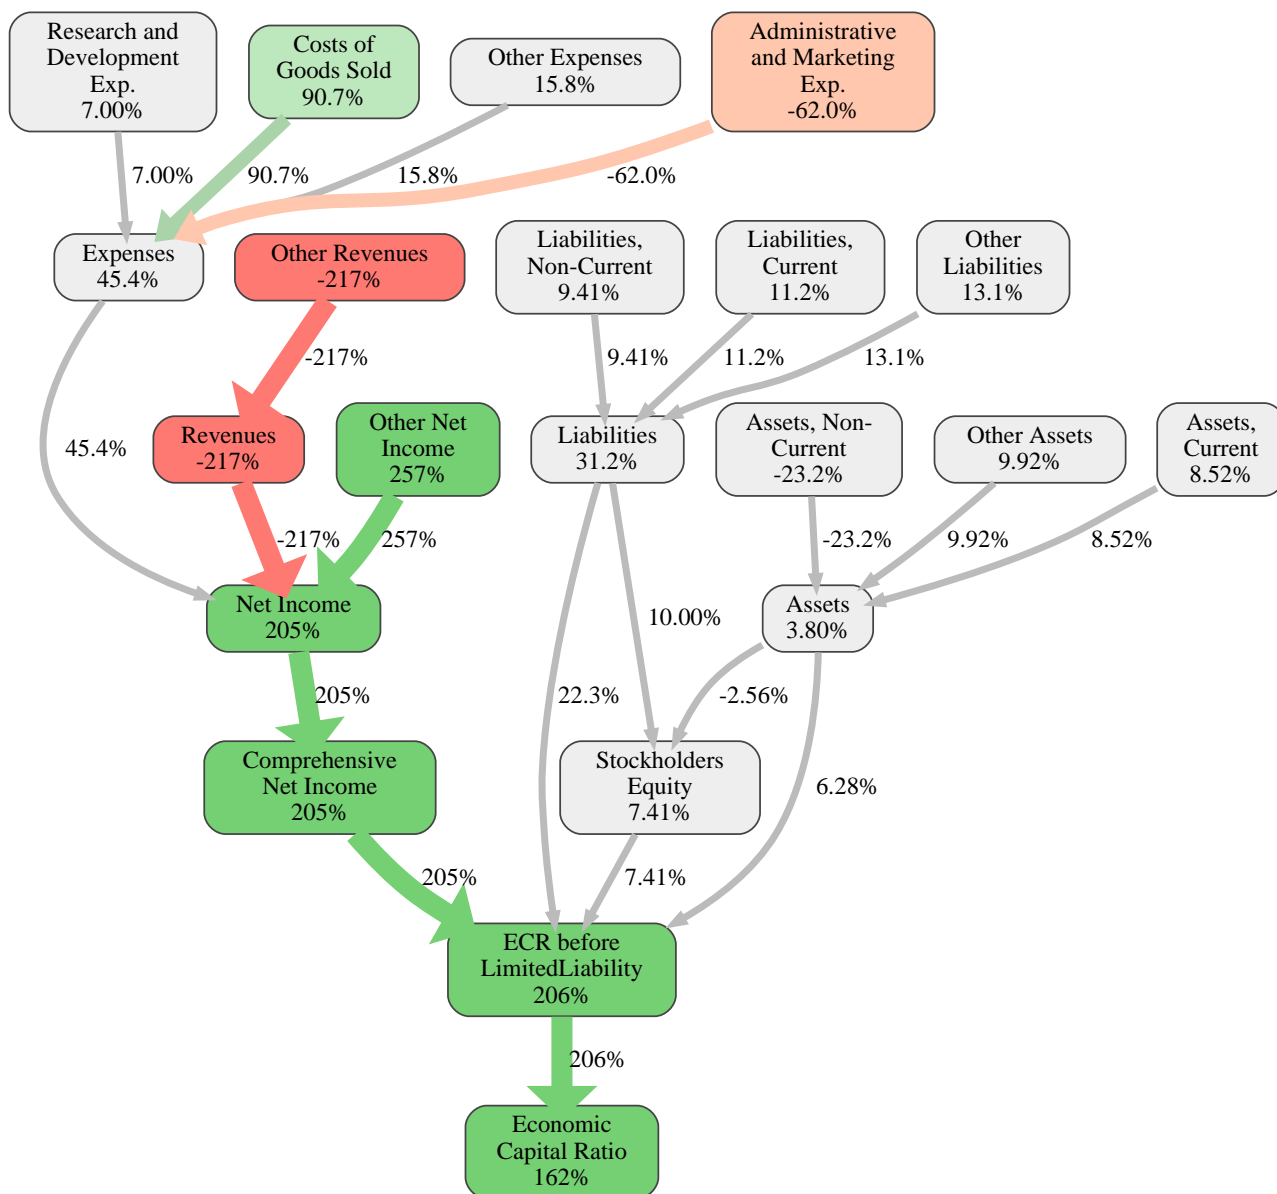 Research and
Development
Exp.
7.00%
Costs of
Goods Sold
90.7%
Other Expenses
15.8%
Administrative
and Marketing
Exp.
-62.0%
7.00%
90.7%
15.8%
-62.0%
Expenses
45.4%
Other Revenues
-217%
Liabilities,
Non-Current
9.41%
Liabilities,
Current
11.2%
Other
Liabilities
13.1%
-217%
9.41%
11.2%
13.1%
45.4%
Revenues
-217%
Other Net
Income
257%
Liabilities
31.2%
Assets, Non-
Current
-23.2%
Other Assets
9.92%
Assets,
Current
8.52%
-217%
257%
-23.2%
9.92%
8.52%
Net Income
205%
10.00%
Assets
3.80%
205%
22.3%
-2.56%
Comprehensive
Net Income
205%
Stockholders
Equity
7.41%
6.28%
205%
7.41%
ECR before
LimitedLiability
206%
206%
Economic
Capital Ratio
162%